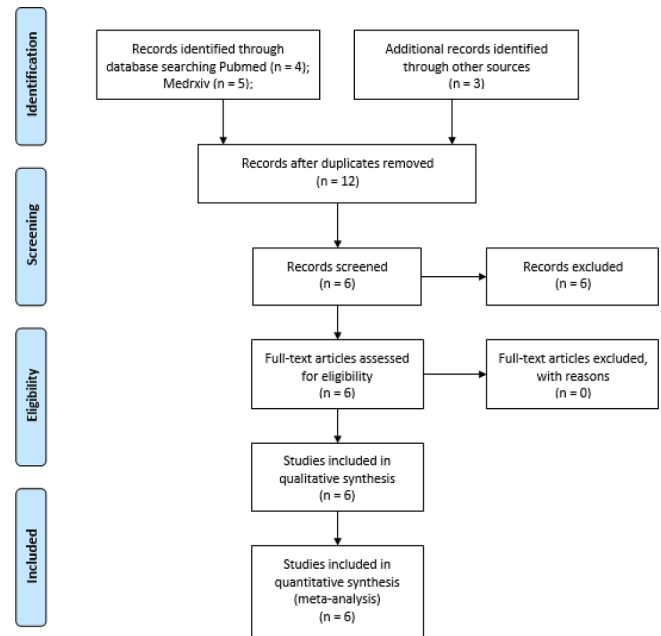 Identification
Records identified through
database searching Pubmed (n = 4);
Medrxiv (n = 5);
Additional records identified
through other sources
(n = 3)
Records after duplicates removed
(n = 12)
Screening
Records screened
(n = 6)
Records excluded
(n = 6)
Eligibility
Full-text articles assessed
for eligibility
(n = 6)
Full-text articles excluded,
with reasons
(n = 0)
Studies included in
qualitative synthesis
(n = 6)
Included
Studies included in
quantitative synthesis
(meta-analysis)
(n = 6)